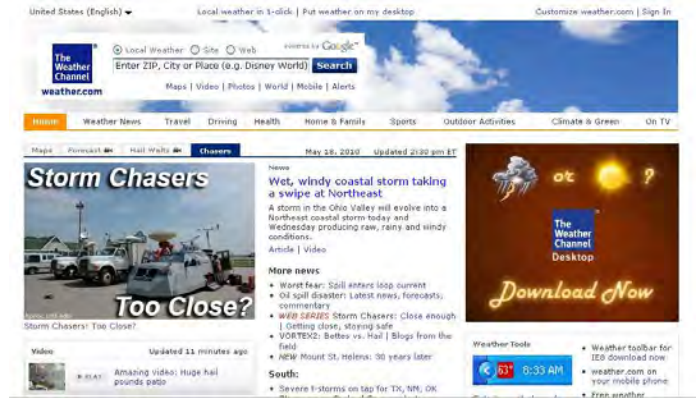 United States (English)
Local weather in 1-click | Put weather on my desktop
Customize weather.com | Sign In
The
Weather
Channel
weather.com
Local Weather Site Web
powered by Google™
Enter ZIP, City or Place (e.g. Disney World) Search
Maps | Video | Photos | World | Mobile | Alerts
Home Weather News Travel Driving Health Home & Family Sports Outdoor Activities Climate & Green On TV
Maps Forecast Hail Chasers
May 18, 2010 Updated 2:30 pm ET
Storm Chasers
Too Close?
Storm Chasers: Too Close?
Video Updated 11 minutes ago
PLAY
Amazing video: Huge hail
pounds patio
News
Wet, windy coastal storm taking
a swipe at Northeast
A storm in the Ohio Valley will evolve into a
Northeast coastal storm today and
Wednesday producing raw, rainy and windy
conditions.
Article | Video
More news
Worst fear: Spill enters loop current
Oil spill disaster: Latest news, forecasts,
commentary
WEB SERIES Storm Chasers: Close enough
| Getting close, staying safe
VORTEX2: Bettes vs. Hail | Blogs from the
field
NEW Mount St. Helens: 30 years later
South:
Severe t-storms on tap for TX, NM, OK
or ?
The
Weather
Channel
Desktop
Download Now
Weather Tools
63° 8:33 AM
Weather toolbar for
IE8 download now
weather.com on
your mobile phone
Free weather